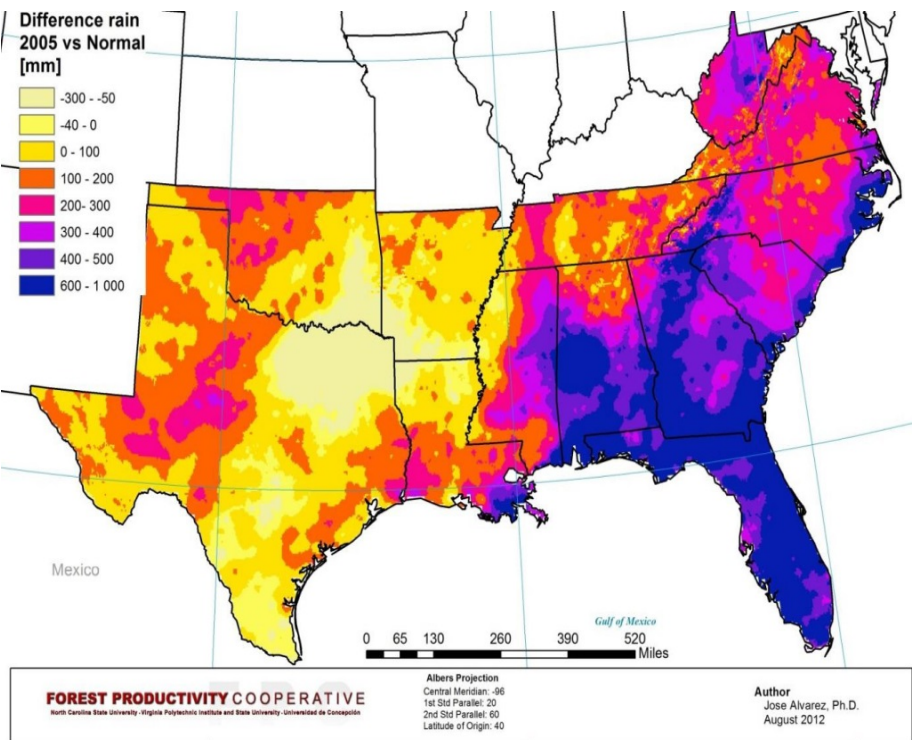 Difference rain
2005 vs Normal
[mm]
-300 - -50
-40 - 0
0 - 100
100 - 200
200- 300
300 - 400
400 - 500
600 - 1 000
Mexico
Gulf of Mexico
0 65 130 260 390 520
Miles
FOREST PRODUCTIVITY COOPERATIVE
North Carolina State University -Virginia Polytechnic Institute and State University - Universidad de Concepción
Albers Projection
Central Meridian: -96
1st Std Parallel: 20
2nd Std Parallel: 60
Latitude of Origin: 40
Author
Jose Alvarez, Ph.D.
August 2012